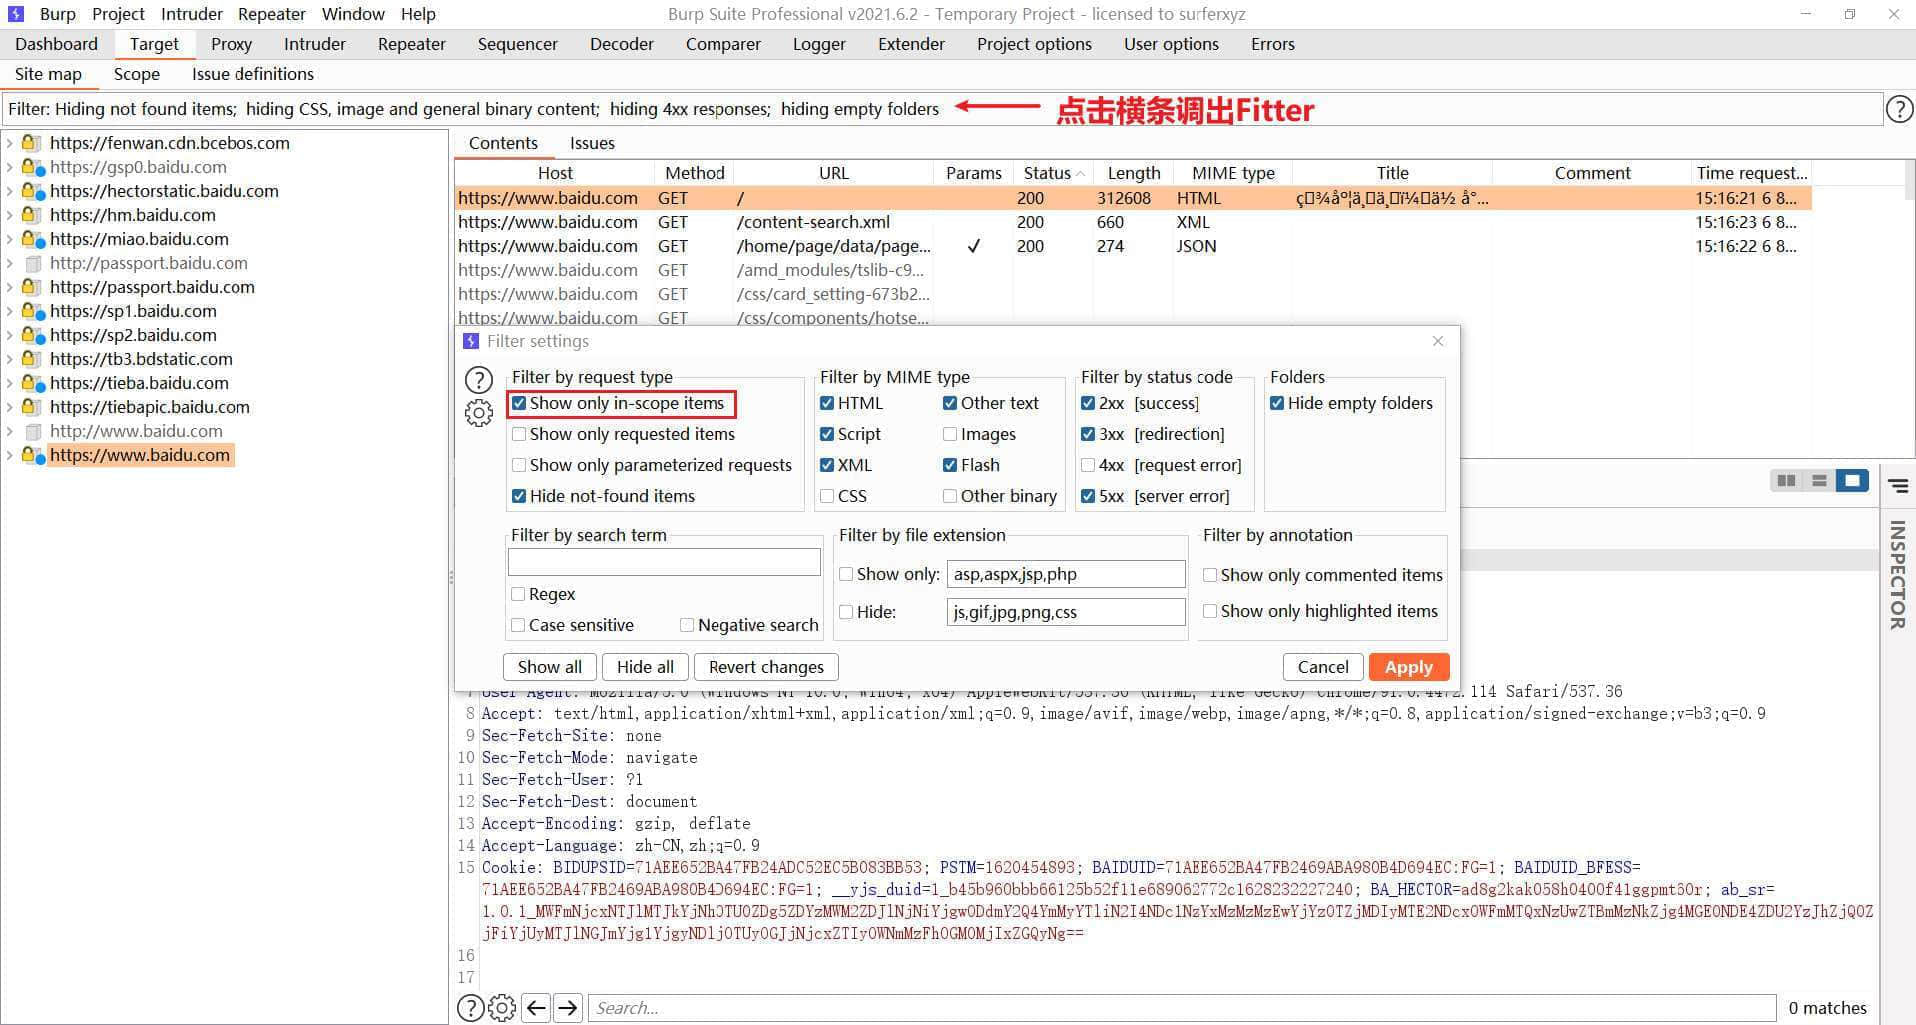 Burp Project Intruder Repeater Window Help Burp Suite Professional v2021.6.2 - Temporary Project - licensed to surferxyz
Dashboard Target Proxy Intruder Repeater Sequencer Decoder Comparer Logger Extender Project options User options Errors
Site map Scope Issue definitions
Filter: Hiding not found items; hiding CSS, image and general binary content; hiding 4xx responses; hiding empty folders
点击横条调出Fitter
https://fenwan.cdn.bcebos.com
https://gsp0.baidu.com
https://hectorstatic.baidu.com
https://hm.baidu.com
https://miao.baidu.com
http://passport.baidu.com
https://passport.baidu.com
https://sp1.baidu.com
https://sp2.baidu.com
https://tb3.bdstatic.com
https://tieba.baidu.com
https://tiebapic.baidu.com
http://www.baidu.com
https://www.baidu.com
Contents Issues
Host Method URL Params Status Length MIME type Title Comment Time request...
https://www.baidu.com GET / 200 312608 HTML 15:16:21 6 8...
https://www.baidu.com GET /content-search.xml 200 660 XML 15:16:23 6 8...
https://www.baidu.com GET /home/page/data/page... ✓ 200 274 JSON 15:16:22 6 8...
https://www.baidu.com GET /amd_modules/tslib-c9...
https://www.baidu.com GET /css/card_setting-673b2...
https://www.baidu.com GET /css/components/hotse...
Filter settings
Filter by request type
Show only in-scope items
Show only requested items
Show only parameterized requests
Hide not-found items
Filter by MIME type
HTML Other text
Script Images
XML Flash
CSS Other binary
Filter by status code
2xx [success]
3xx [redirection]
4xx [request error]
5xx [server error]
Folders
Hide empty folders
Filter by search term
Regex
Case sensitive Negative search
Filter by file extension
Show only: asp,aspx,jsp,php
Hide: js,gif,jpg,png,css
Filter by annotation
Show only commented items
Show only highlighted items
Show all Hide all Revert changes Cancel Apply
INSPECTOR
7 User-Agent: Mozilla/5.0 (Windows NT 10.0; Win64; x64) AppleWebKit/537.36 (KHTML, like Gecko) Chrome/91.0.4472.114 Safari/537.36
8 Accept: text/html,application/xhtml+xml,application/xml;q=0.9,image/avif,image/webp,image/apng,*/*;q=0.8,application/signed-exchange;v=b3;q=0.9
9 Sec-Fetch-Site: none
10 Sec-Fetch-Mode: navigate
11 Sec-Fetch-User: ?1
12 Sec-Fetch-Dest: document
13 Accept-Encoding: gzip, deflate
14 Accept-Language: zh-CN,zh;q=0.9
15 Cookie: BIDUPSID=71AEE652BA47FB24ADC52EC5B083BB53; PSTM=1620454893; BAIDUID=71AEE652BA47FB2469ABA980B4D694EC:FG=1; BAIDUID_BFESS=
71AEE652BA47FB2469ABA980B4D694EC:FG=1; __yjs_duid=1_b45b960bbb66125b52f11e689062772c1628232227240; BA_HECTOR=ad8g2kak058h0400f41ggpmt60r; ab_sr=
16
17
Search... 0 matches